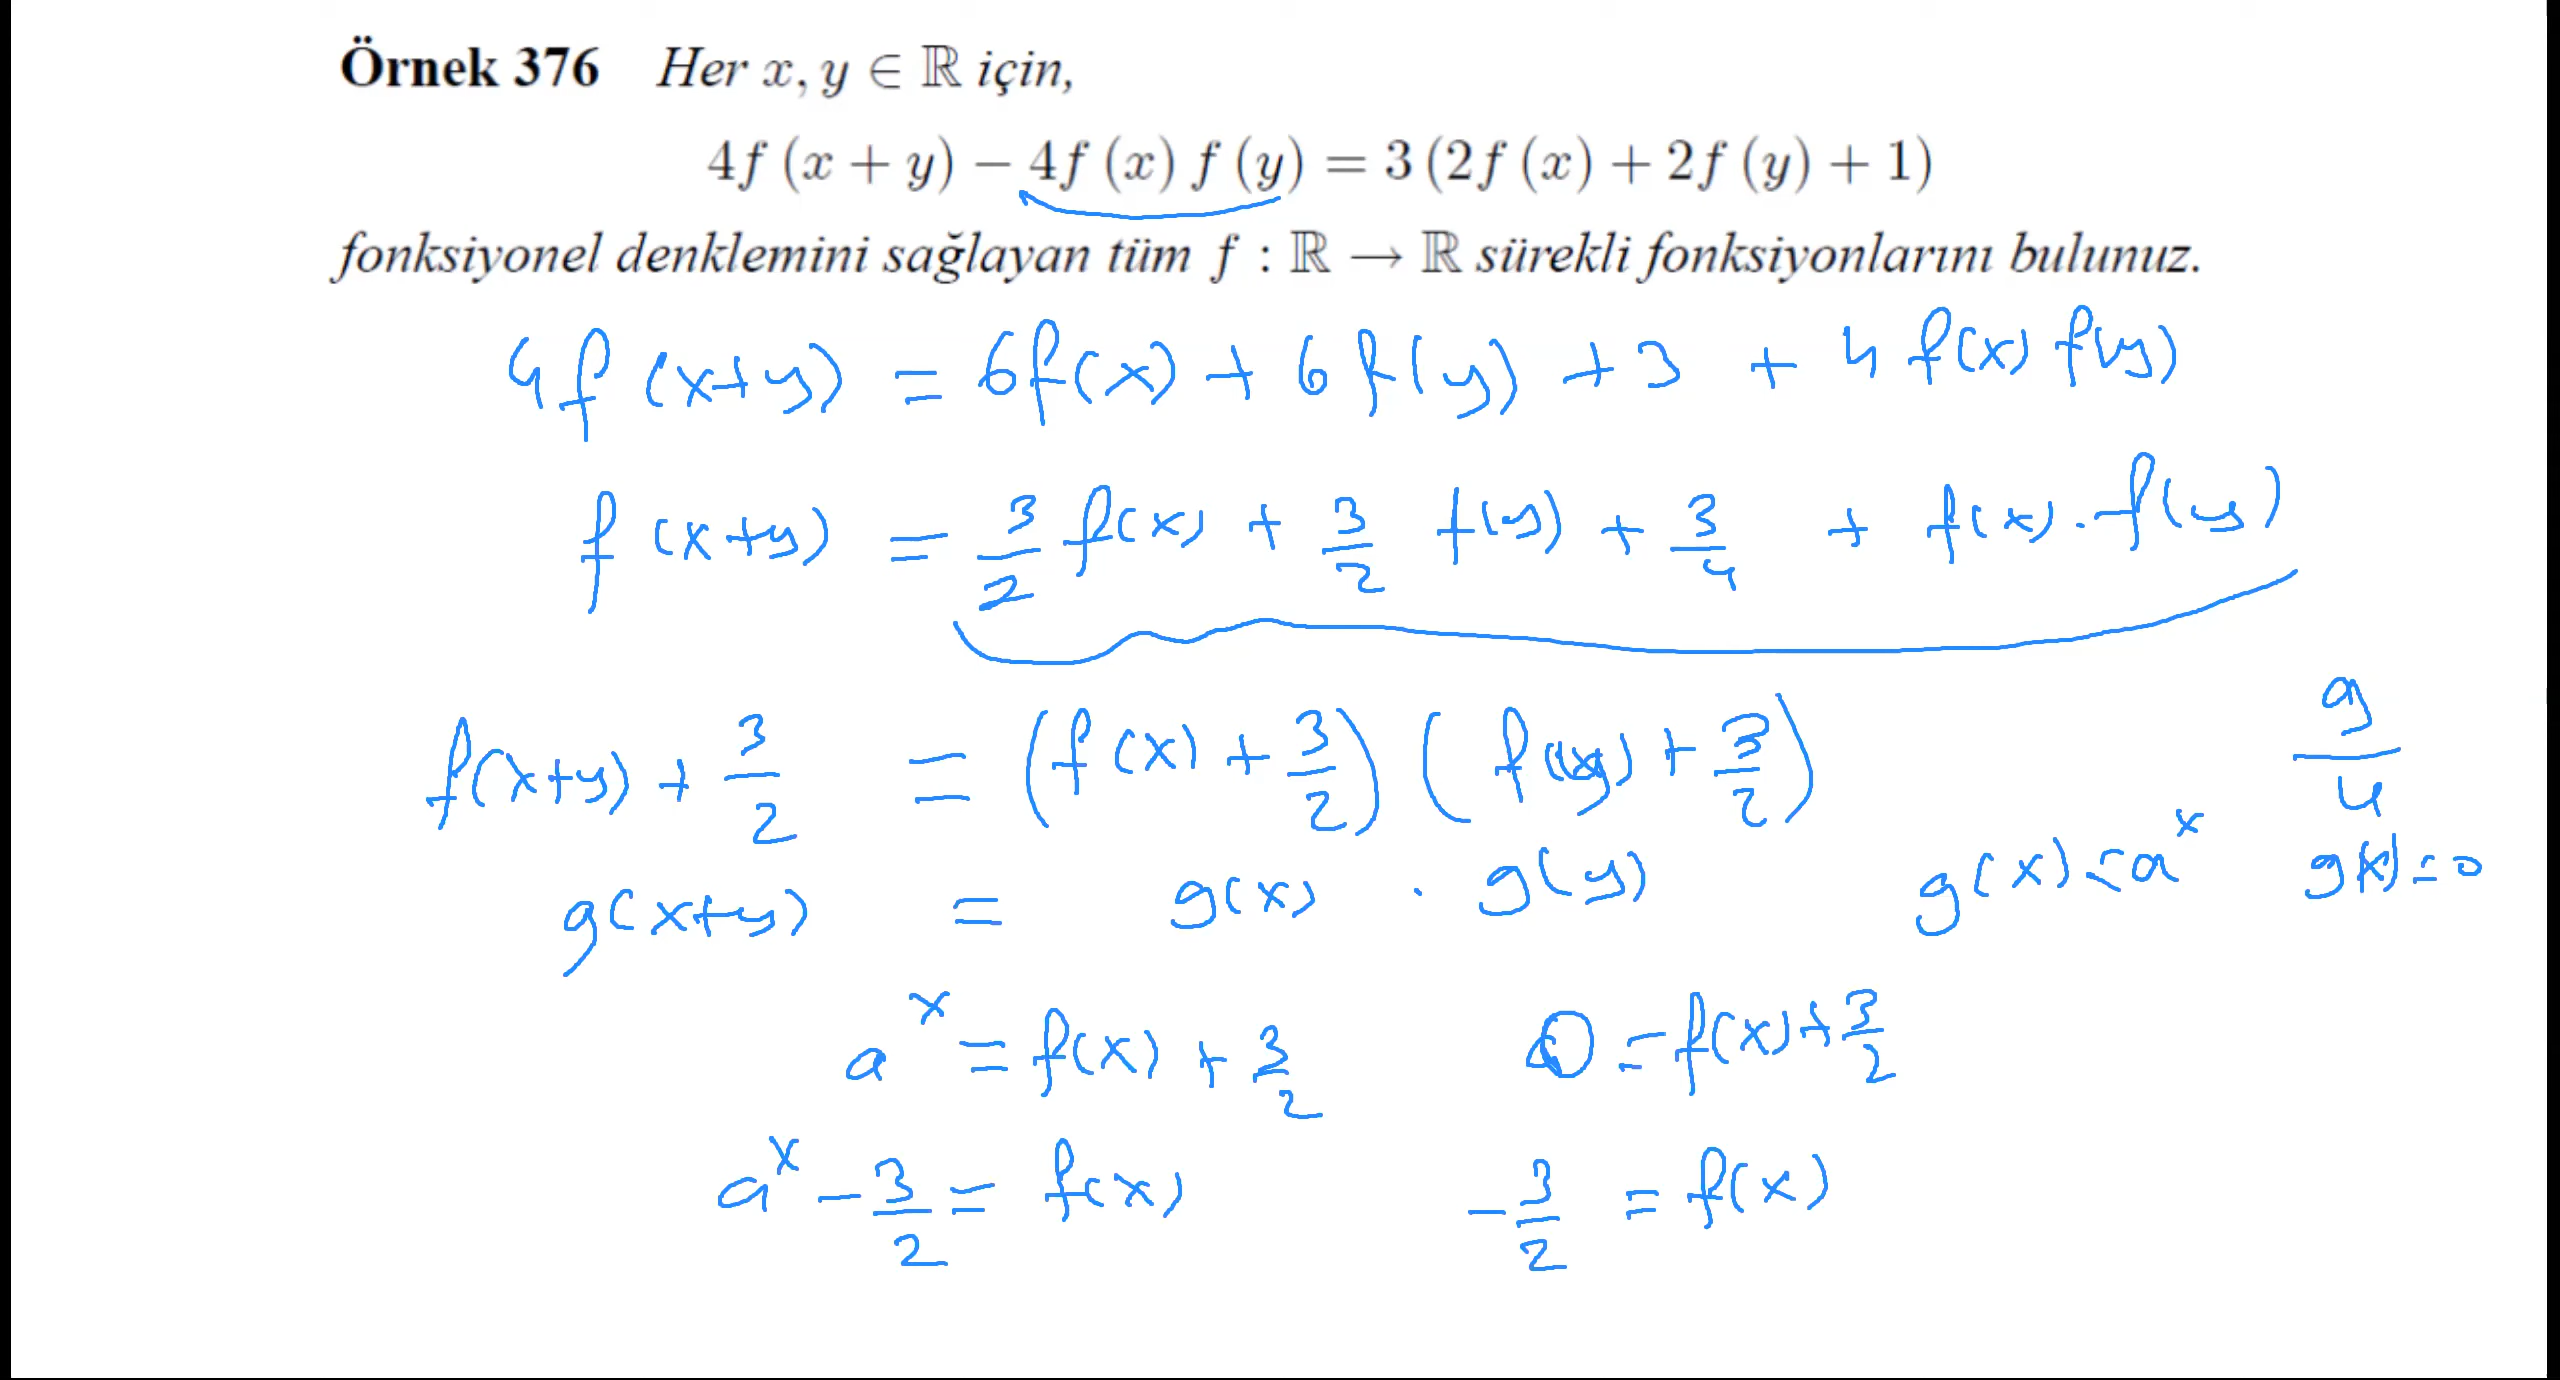 Örnek 376 Her x, y ∈ ℝ için,
4f (x + y) − 4f (x) f (y) = 3 (2f (x) + 2f (y) + 1)
fonksiyonel denklemini sağlayan tüm f : ℝ → ℝ sürekli fonksiyonlarını bulunuz.
4f(x+y) = 6f(x) + 6f(y) + 3 + 4f(x)f(y)
f(x+y) = 3/2 f(x) + 3/2 f(y) + 3/4 + f(x).f(y)
f(x+y) + 3/2 = (f(x) + 3/2)(f(y) + 3/2) 9/4
g(x+y) = g(x) . g(y) g(x) = a^x g(x) = 0
a^x = f(x) + 3/2 0 = f(x) + 3/2
a^x − 3/2 = f(x) −3/2 = f(x)